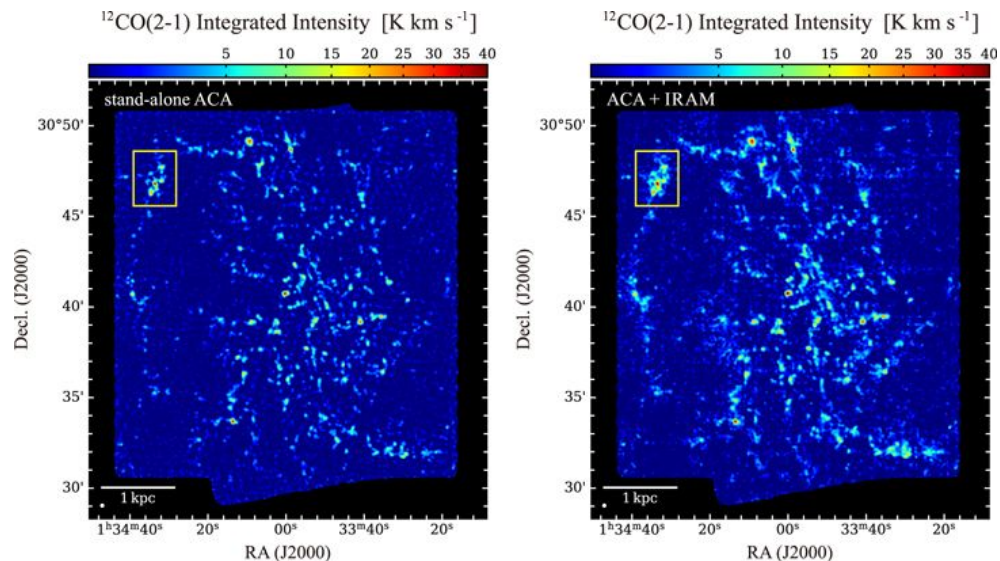 ¹²CO(2-1) Integrated Intensity [K km s⁻¹]
5 10 15 20 25 30 35 40
stand-alone ACA
30°50'
45'
40'
35'
30'
Decl. (J2000)
1 kpc
1ʰ34ᵐ40ˢ 20ˢ 00ˢ 33ᵐ40ˢ 20ˢ
RA (J2000)
¹²CO(2-1) Integrated Intensity [K km s⁻¹]
5 10 15 20 25 30 35 40
ACA + IRAM
30°50'
45'
40'
35'
30'
Decl. (J2000)
1 kpc
1ʰ34ᵐ40ˢ 20ˢ 00ˢ 33ᵐ40ˢ 20ˢ
RA (J2000)